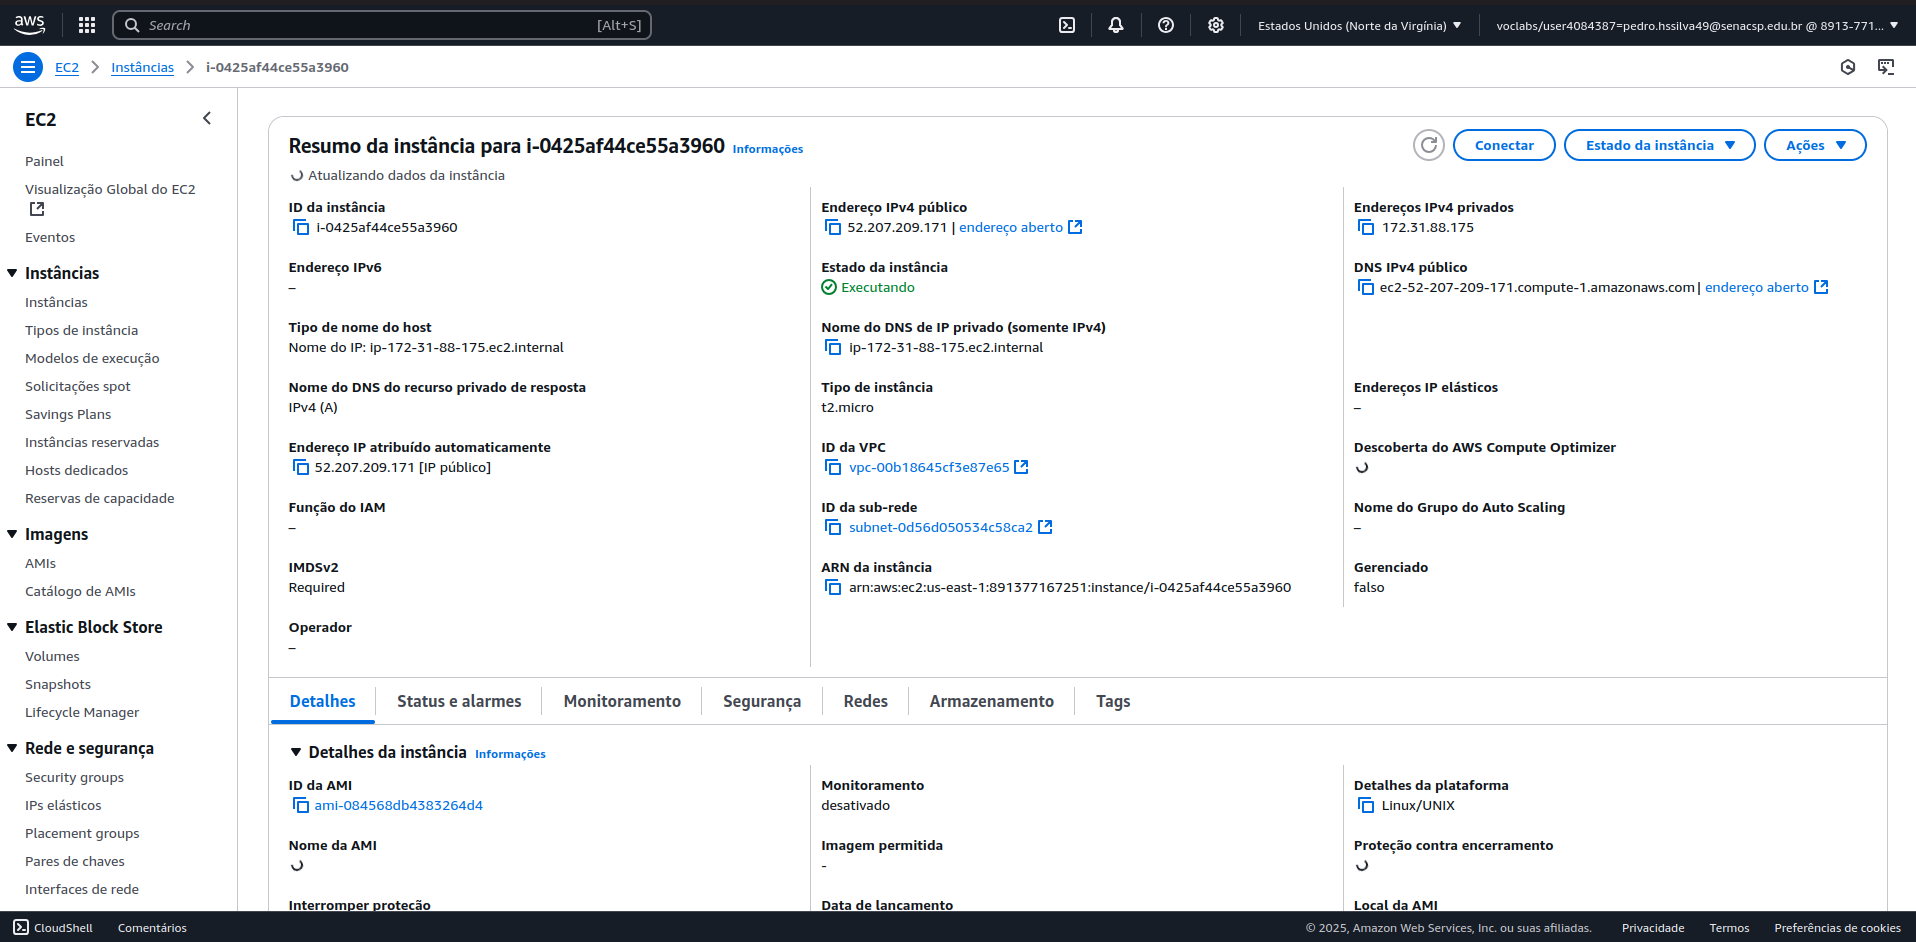 aws
Search
[Alt+S]
Estados Unidos (Norte da Virgínia)
voclabs/user4084387=pedro.hssilva49@senacsp.edu.br @ 8913-771...
EC2
Instâncias
i-0425af44ce55a3960
EC2
Painel
Visualização Global do EC2
Eventos
Instâncias
Instâncias
Tipos de instância
Modelos de execução
Solicitações spot
Savings Plans
Instâncias reservadas
Hosts dedicados
Reservas de capacidade
Imagens
AMIs
Catálogo de AMIs
Elastic Block Store
Volumes
Snapshots
Lifecycle Manager
Rede e segurança
Security groups
IPs elásticos
Placement groups
Pares de chaves
Interfaces de rede
Resumo da instância para i-0425af44ce55a3960 Informações
Conectar
Estado da instância
Ações
Atualizando dados da instância
ID da instância
i-0425af44ce55a3960
Endereço IPv6
–
Tipo de nome do host
Nome do IP: ip-172-31-88-175.ec2.internal
Nome do DNS do recurso privado de resposta
IPv4 (A)
Endereço IP atribuído automaticamente
52.207.209.171 [IP público]
Função do IAM
–
IMDSv2
Required
Operador
–
Endereço IPv4 público
52.207.209.171 | endereço aberto
Estado da instância
Executando
Nome do DNS de IP privado (somente IPv4)
ip-172-31-88-175.ec2.internal
Tipo de instância
t2.micro
ID da VPC
vpc-00b18645cf3e87e65
ID da sub-rede
subnet-0d56d050534c58ca2
ARN da instância
arn:aws:ec2:us-east-1:891377167251:instance/i-0425af44ce55a3960
Endereços IPv4 privados
172.31.88.175
DNS IPv4 público
ec2-52-207-209-171.compute-1.amazonaws.com | endereço aberto
Endereços IP elásticos
–
Descoberta do AWS Compute Optimizer
Nome do Grupo do Auto Scaling
–
Gerenciado
falso
Detalhes
Status e alarmes
Monitoramento
Segurança
Redes
Armazenamento
Tags
Detalhes da instância Informações
ID da AMI
ami-084568db4383264d4
Nome da AMI
Interromper proteção
Monitoramento
desativado
Imagem permitida
-
Data de lançamento
Detalhes da plataforma
Linux/UNIX
Proteção contra encerramento
Local da AMI
CloudShell
Comentários
© 2025, Amazon Web Services, Inc. ou suas afiliadas.
Privacidade
Termos
Preferências de cookies